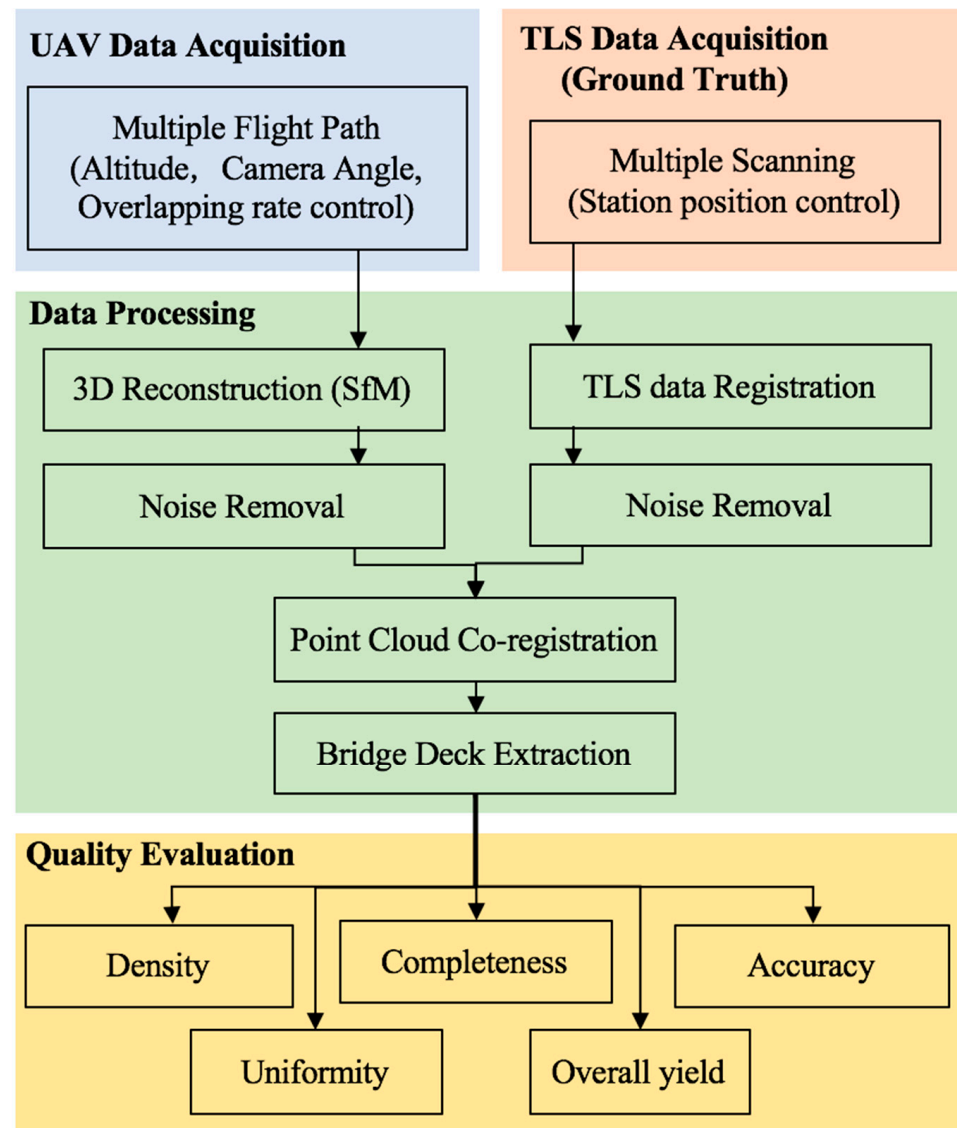 UAV Data Acquisition
Multiple Flight Path
(Altitude, Camera Angle,
Overlapping rate control)
TLS Data Acquisition
(Ground Truth)
Multiple Scanning
(Station position control)
Data Processing
3D Reconstruction (SfM)
TLS data Registration
Noise Removal
Noise Removal
Point Cloud Co-registration
Bridge Deck Extraction
Quality Evaluation
Density
Completeness
Accuracy
Uniformity
Overall yield